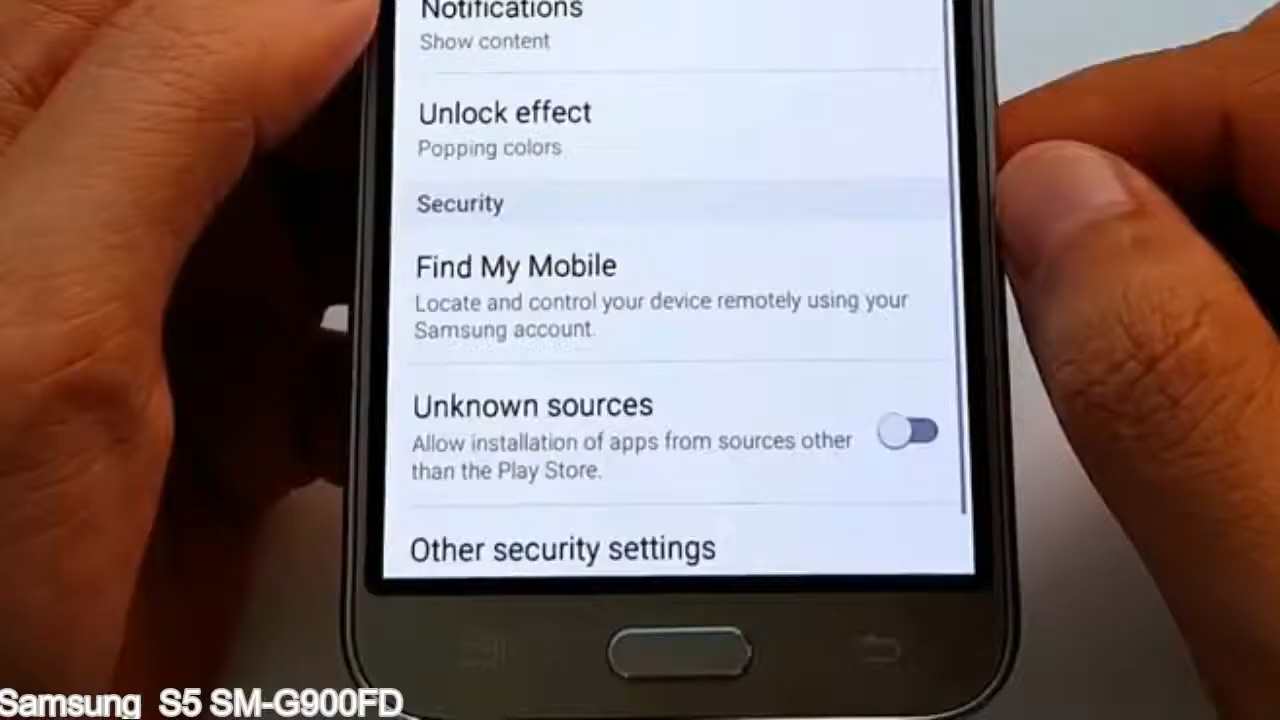 Notifications
Show content
Unlock effect
Popping colors
Security
Find My Mobile
Locate and control your device remotely using your
Samsung account.
Unknown sources
Allow installation of apps from sources other
than the Play Store.
Other security settings
Samsung S5 SM-G900FD